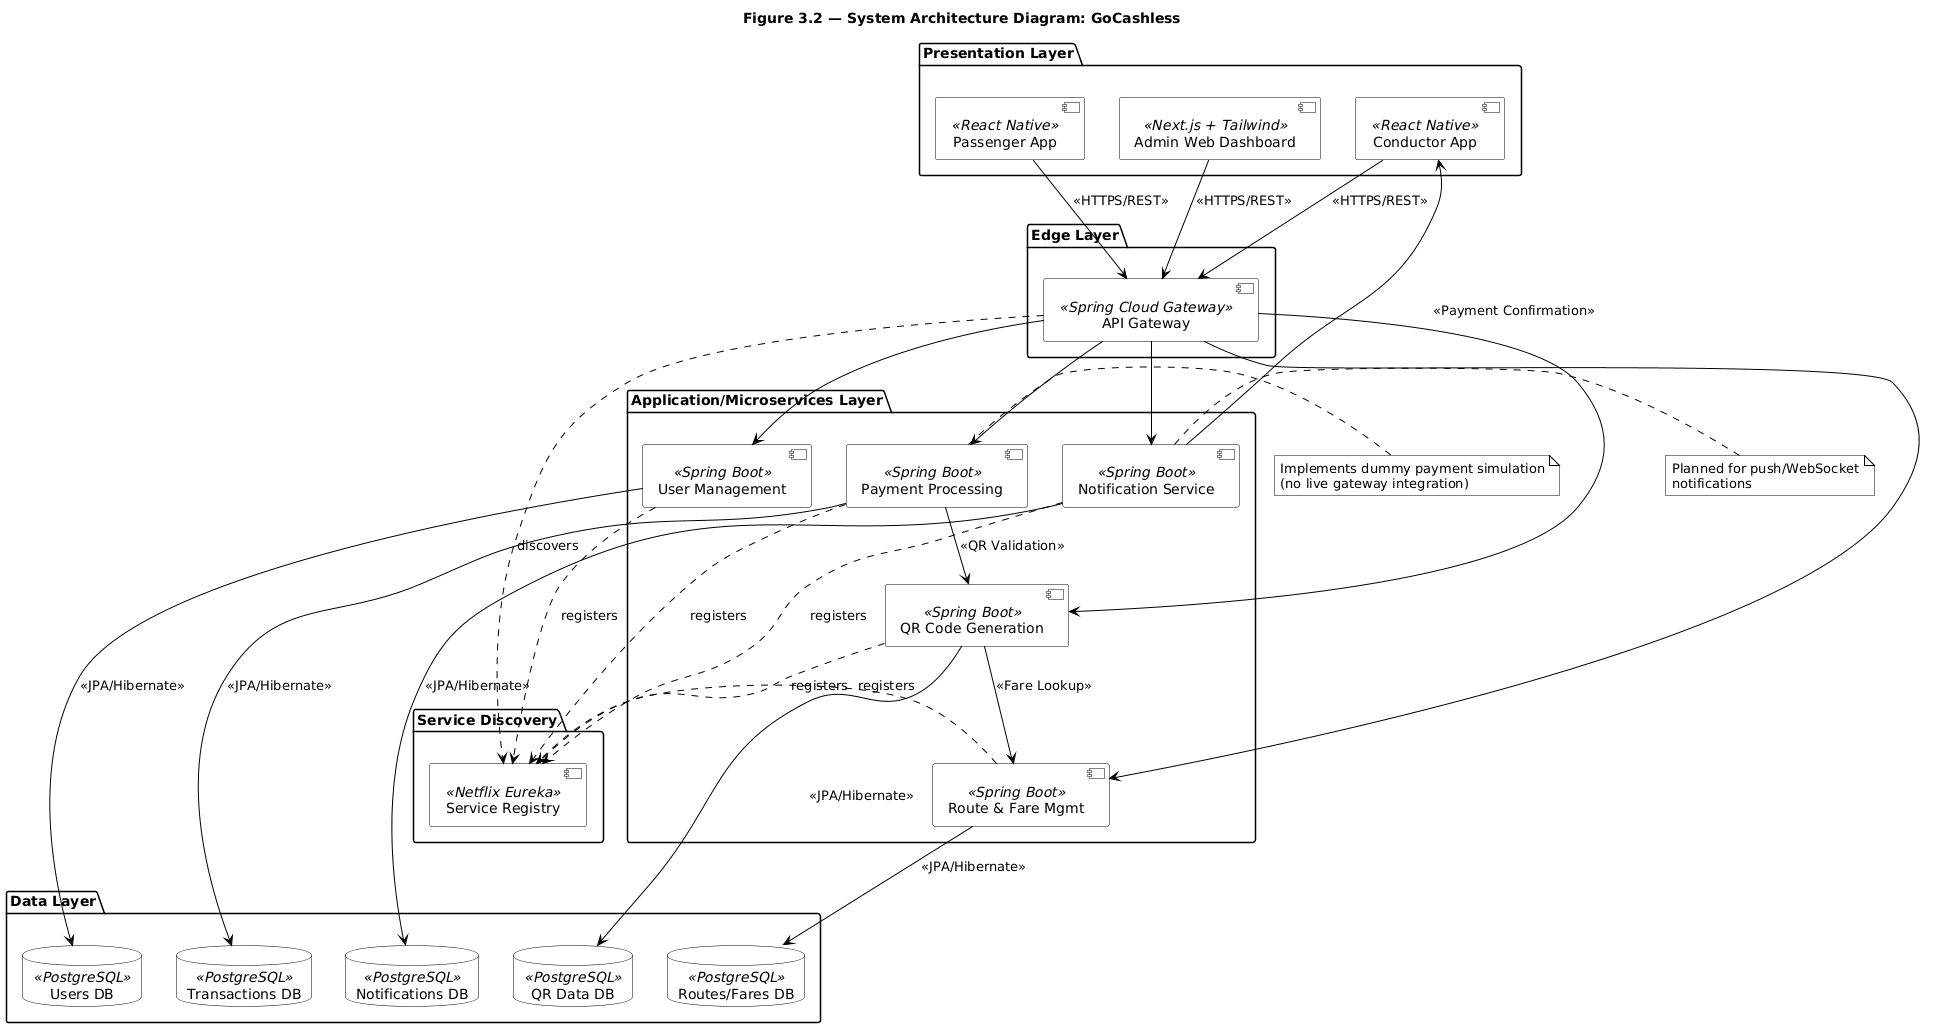 Figure 3.2 — System Architecture Diagram: GoCashless
Presentation Layer
«React Native»
Passenger App
«Next.js + Tailwind»
Admin Web Dashboard
«React Native»
Conductor App
«HTTPS/REST»
«HTTPS/REST»
«HTTPS/REST»
Edge Layer
«Spring Cloud Gateway»
API Gateway
«Payment Confirmation»
Application/Microservices Layer
«Spring Boot»
User Management
«Spring Boot»
Payment Processing
«Spring Boot»
Notification Service
Implements dummy payment simulation
(no live gateway integration)
Planned for push/WebSocket
notifications
discovers
«QR Validation»
registers
registers
registers
«Spring Boot»
QR Code Generation
«JPA/Hibernate»
«JPA/Hibernate»
«JPA/Hibernate»
registers
registers
«Fare Lookup»
Service Discovery
«Netflix Eureka»
Service Registry
«JPA/Hibernate»
«Spring Boot»
Route & Fare Mgmt
«JPA/Hibernate»
Data Layer
«PostgreSQL»
Users DB
«PostgreSQL»
Transactions DB
«PostgreSQL»
Notifications DB
«PostgreSQL»
QR Data DB
«PostgreSQL»
Routes/Fares DB